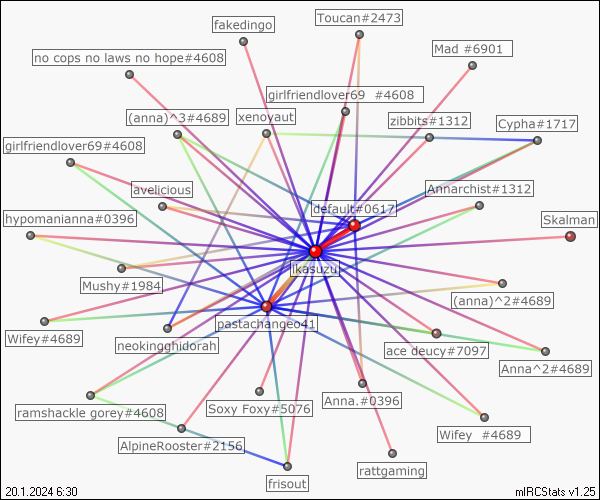 Toucan#2473
fakedingo
Mad  #6901
no cops no laws no hope#4608
girlfriendlover69  #4608
(anna)^3#4689
xenoyaut
zibbits#1312
Cypha#1717
girlfriendlover69#4608
avelicious
Annarchist#1312
default#0617
hypomanianna#0396
Skalman
ikasuzu
Mushy#1984
(anna)^2#4689
pastachangeo41
Wifey#4689
neokingghidorah
ace deucy#7097
Anna^2#4689
ramshackle gorey#4608
Soxy Foxy#5076
Anna.#0396
Wifey  #4689
AlpineRooster#2156
rattgaming
frisout
20.1.2024 6:30
mIRCStats v1.25